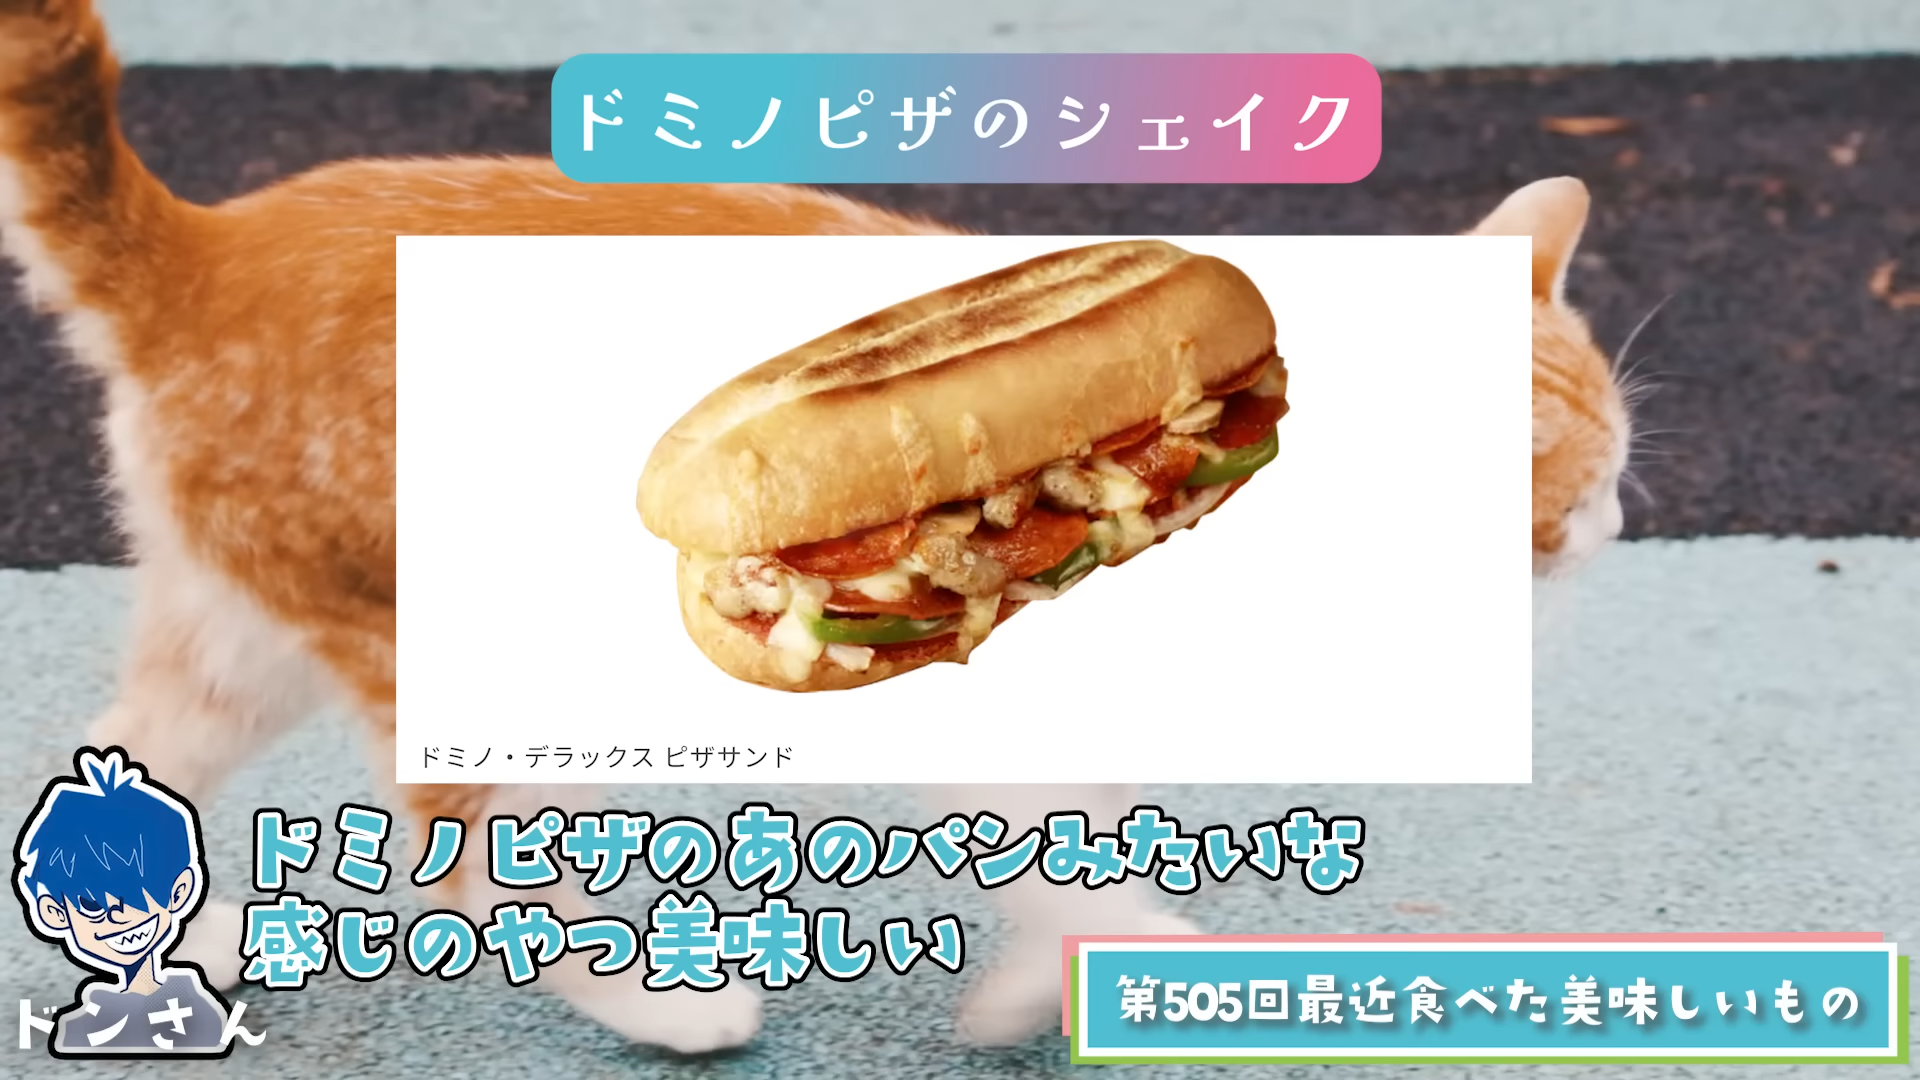 ドミノピザのシェイク
ドミノ・デラックス ピザサンド
ドミノピザのあのパンみたいな
感じのやつ美味しい
ドンさん
第505回最近食べた美味しいもの